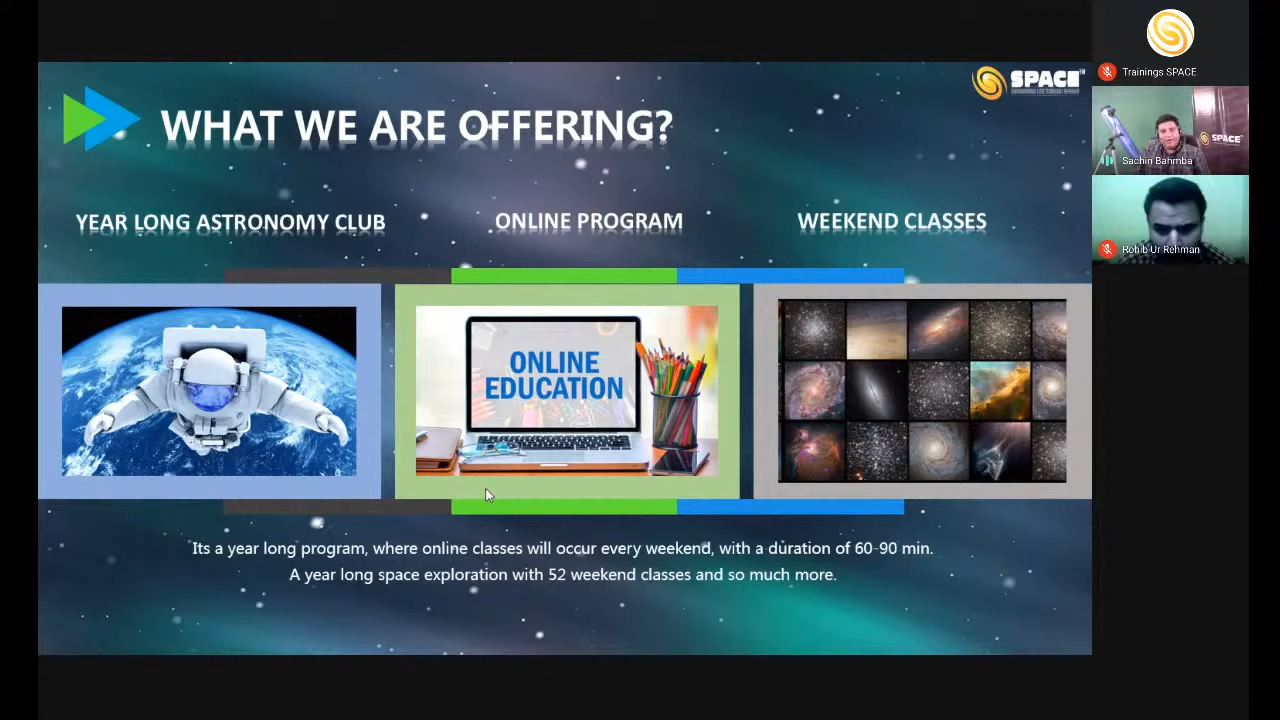 SPACE
WHAT WE ARE OFFERING?
YEAR LONG ASTRONOMY CLUB
ONLINE PROGRAM
WEEKEND CLASSES
ONLINE
EDUCATION
Its a year long program, where online classes will occur every weekend, with a duration of 60-90 min.
A year long space exploration with 52 weekend classes and so much more.
Trainings SPACE
SPACE
Sachin Bahmba
Rohib Ur Rehman